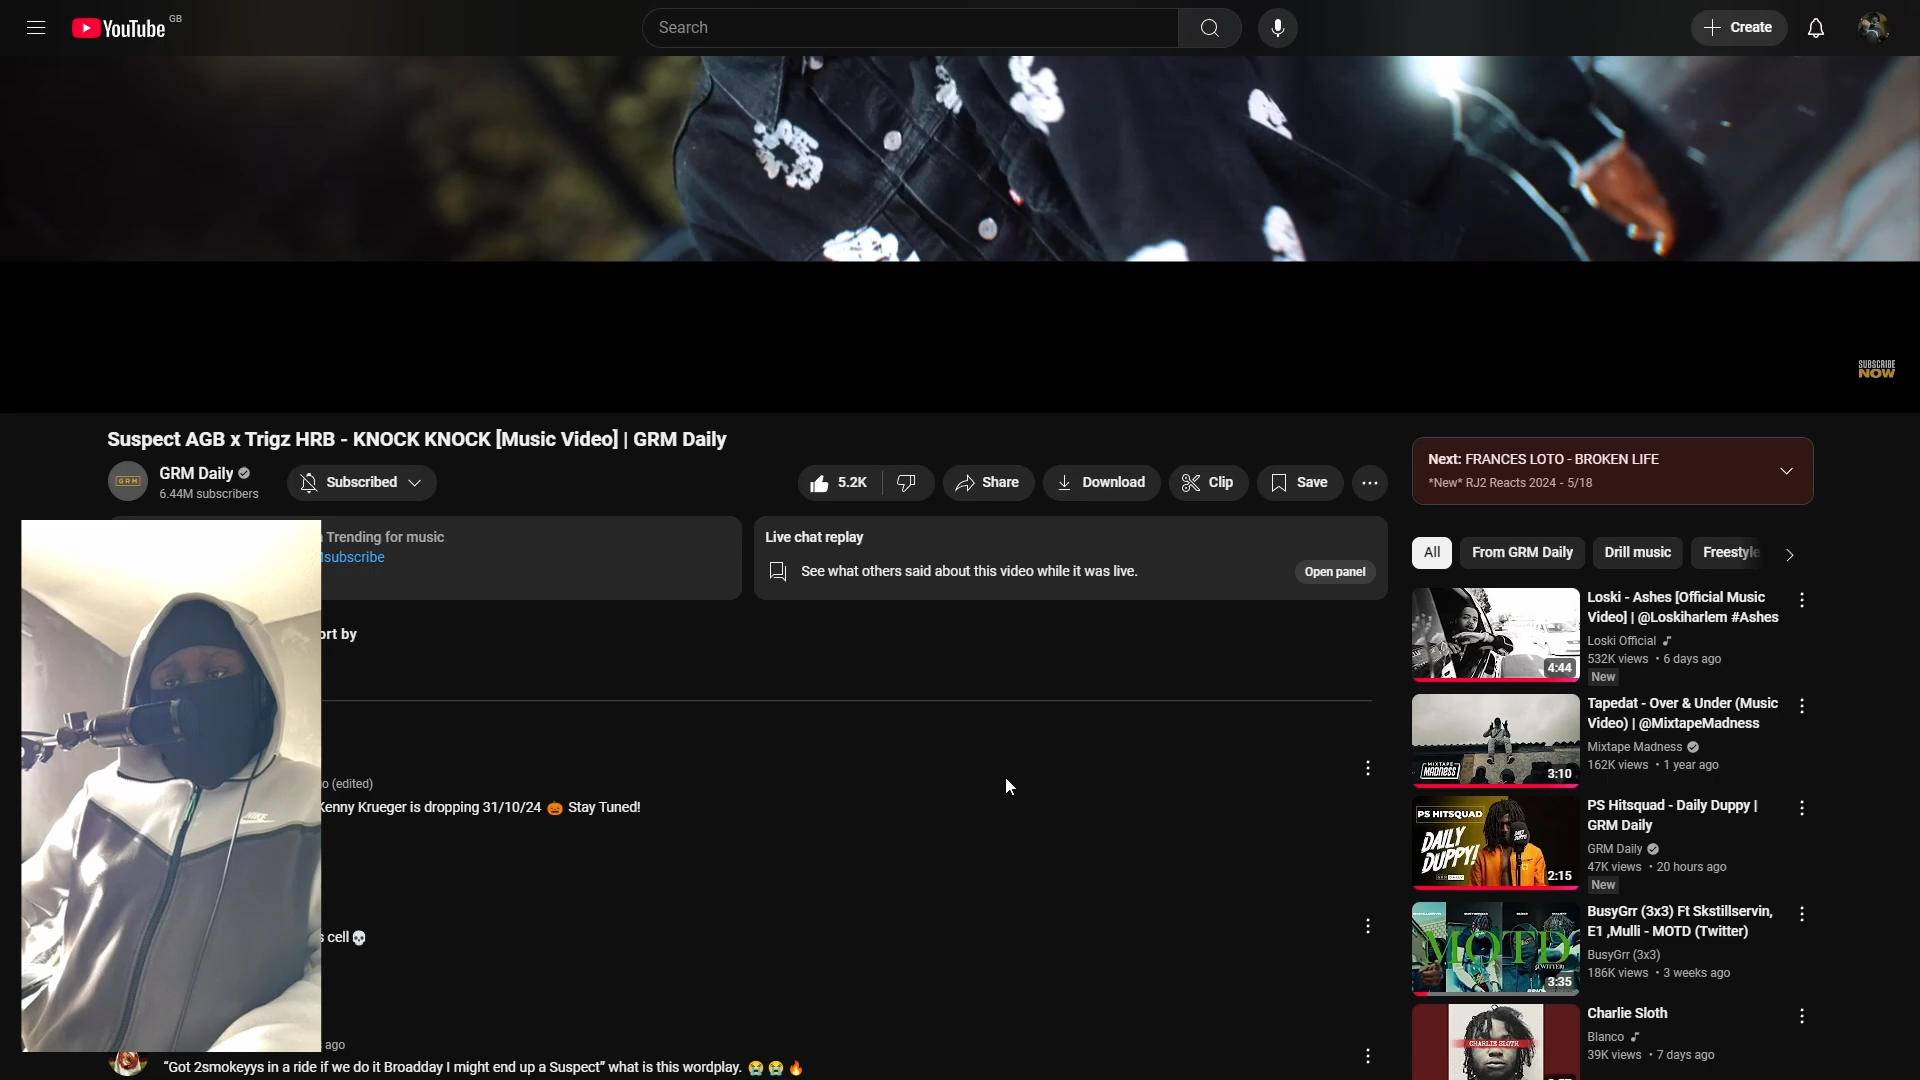 YouTube GB
Search
Create
SUBSCRIBE
NOW
Suspect AGB x Trigz HRB - KNOCK KNOCK [Music Video] | GRM Daily
GRM
GRM Daily
6.44M subscribers
Subscribed
5.2K
Share
Download
Clip
Save
Trending for music
subscribe
Live chat replay
See what others said about this video while it was live.
Open panel
ort by
o (edited)
Kenny Krueger is dropping 31/10/24 🎃 Stay Tuned!
NIKE
s cell💀
s ago
“Got 2smokeyys in a ride if we do it Broadday I might end up a Suspect” what is this wordplay. 😭 😭 🔥
Next: FRANCES LOTO - BROKEN LIFE
*New* RJ2 Reacts 2024 - 5/18
All
From GRM Daily
Drill music
Freestyle
4:44
Loski - Ashes [Official Music
Video] | @Loskiharlem #Ashes
Loski Official
532K views • 6 days ago
New
MIXTAPE
MADNESS
3:10
Tapedat - Over & Under (Music
Video) | @MixtapeMadness
Mixtape Madness
162K views • 1 year ago
PS HITSQUAD
DAILY
DUPPY!
2:15
PS Hitsquad - Daily Duppy |
GRM Daily
GRM Daily
47K views • 20 hours ago
New
MOTD
(TWITTER)
3:35
BusyGrr (3x3) Ft Skstillservin,
E1 ,Mulli - MOTD (Twitter)
BusyGrr (3x3)
186K views • 3 weeks ago
CHARLIE SLOTH
Charlie Sloth
Blanco
39K views • 7 days ago